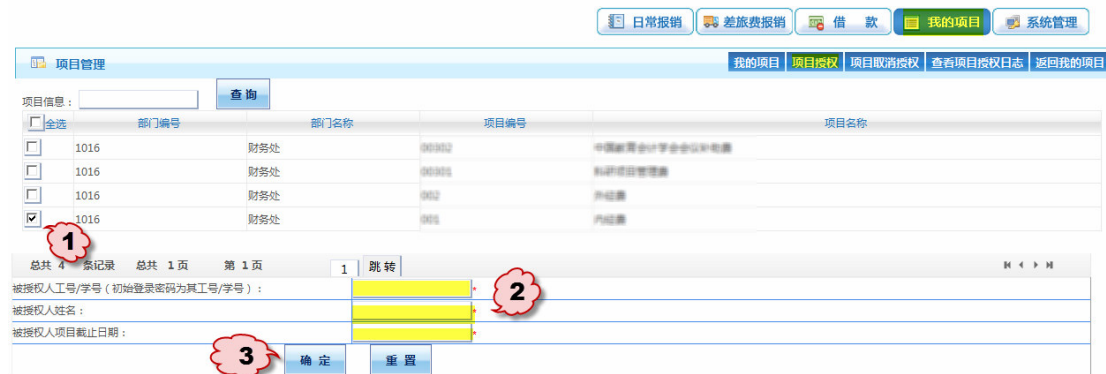 日常报销 差旅费报销 借 款 我的项目 系统管理
项目管理 我的项目 项目授权 项目取消授权 查看项目授权日志 返回我的项目
项目信息： 查 询
全选 部门编号 部门名称 项目编号 项目名称
1016 财务处
1016 财务处
1016 财务处 002
1016 财务处 001
1
总共 4 条记录 总共 1 页 第 1 页 1 跳 转
被授权人工号/学号（初始登录密码为其工号/学号）： *
2
被授权人姓名： *
被授权人项目截止日期： *
3 确 定 重 置